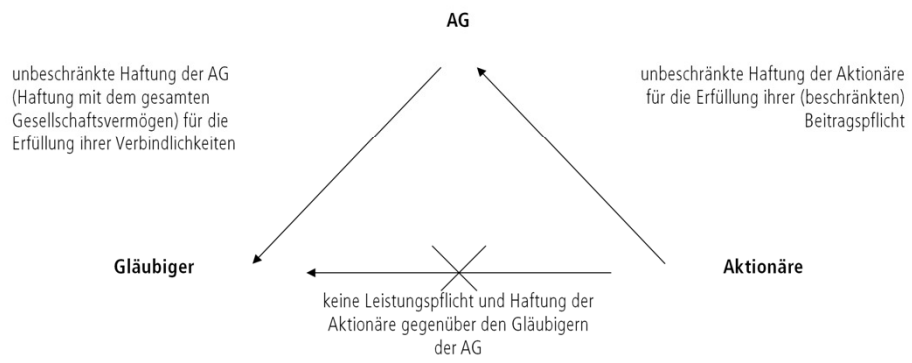 AG
unbeschränkte Haftung der AG
(Haftung mit dem gesamten
Gesellschaftsvermögen) für die
Erfüllung ihrer Verbindlichkeiten
unbeschränkte Haftung der Aktionäre
für die Erfüllung ihrer (beschränkten)
Beitragspflicht
Gläubiger
Aktionäre
keine Leistungspflicht und Haftung der
Aktionäre gegenüber den Gläubigern
der AG